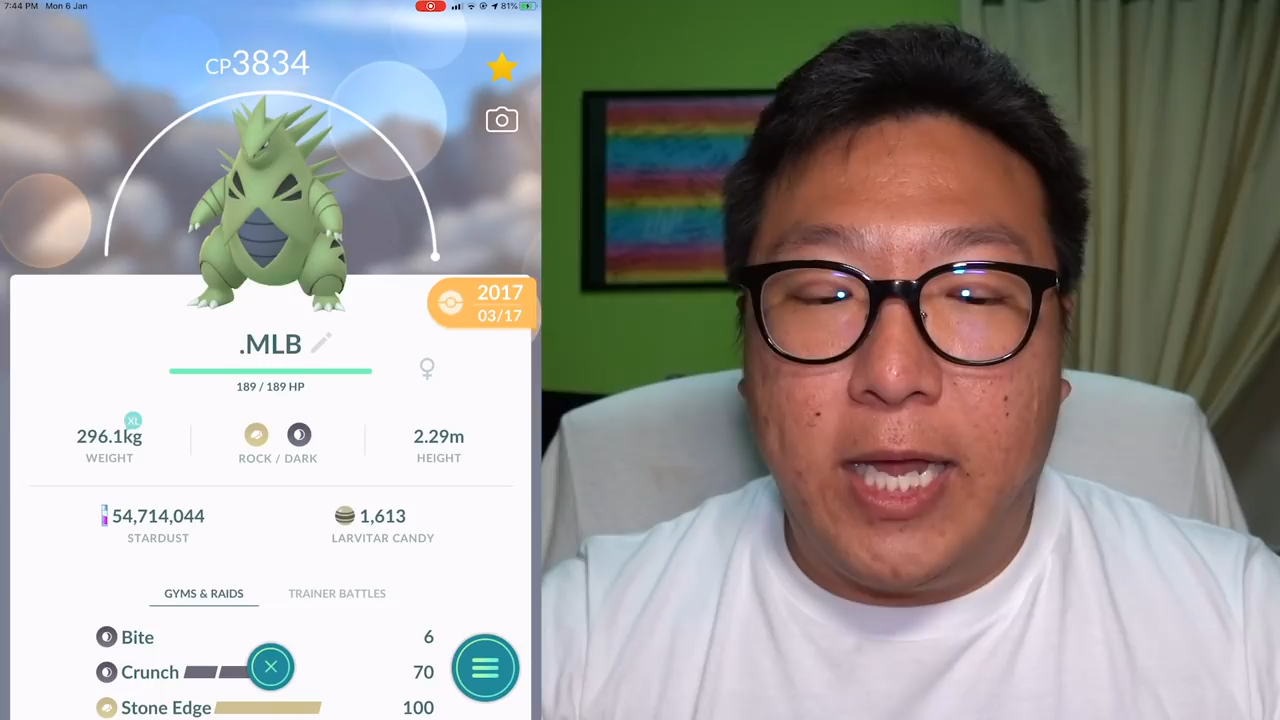 7:44 PM Mon 6 Jan
81%
CP3834
2017
03/17
.MLB
189 / 189 HP
XL
296.1kg
WEIGHT
ROCK / DARK
2.29m
HEIGHT
54,714,044
STARDUST
1,613
LARVITAR CANDY
GYMS & RAIDS
TRAINER BATTLES
Bite 6
Crunch 70
Stone Edge 100